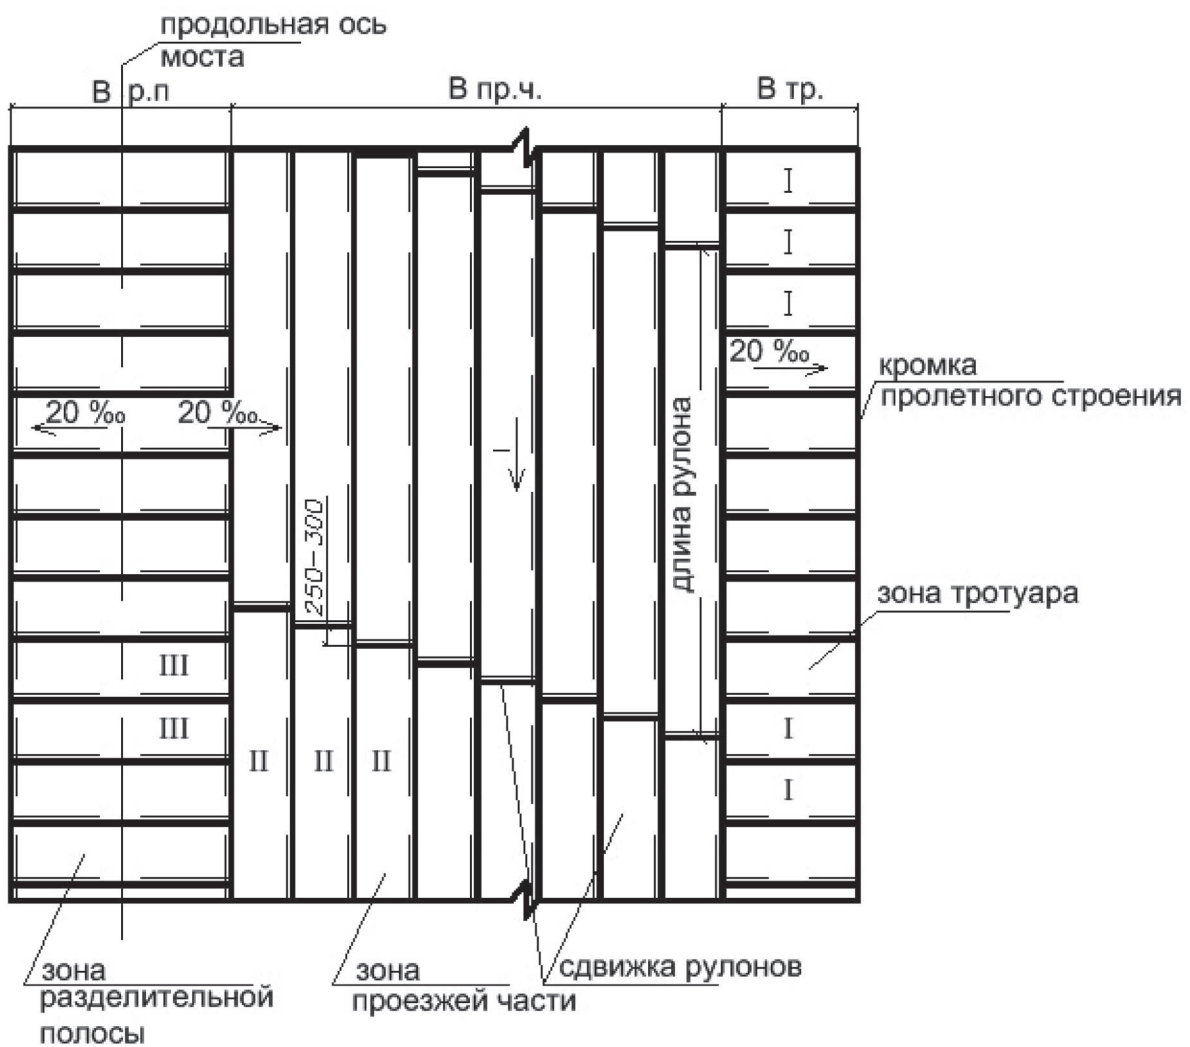 продольная ось
моста
В р.п
В пр.ч.
В тр.
I
I
I
20 ‰
кромка
пролетного строения
20 ‰
20 ‰
i
длина рулона
250–300
зона тротуара
III
III
II
II
II
I
I
зона
разделительной
полосы
зона
проезжей части
сдвижка рулонов